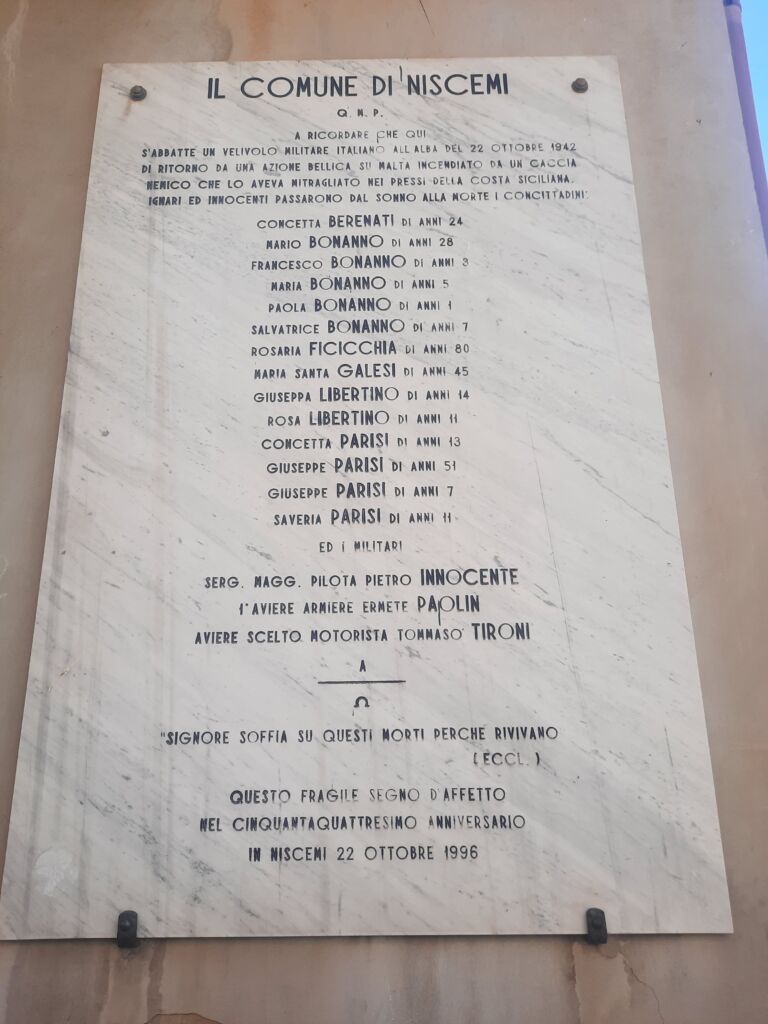 IL COMUNE DI NISCEMI
Q. M. P.
A RICORDARE CHE QUI
S'ABBATTE UN VELIVOLO MILITARE ITALIANO ALL'ALBA DEL 22 OTTOBRE 1942
DI RITORNO DA UNA AZIONE BELLICA SU MALTA INCENDIATO DA UN CACCIA
NEMICO CHE LO AVEVA MITRAGLIATO NEI PRESSI DELLA COSTA SICILIANA.
IGNARI ED INNOCENTI PASSARONO DAL SONNO ALLA MORTE I CONCITTADINI:
CONCETTA BERENATI DI ANNI 24
MARIO BONANNO DI ANNI 28
FRANCESCO BONANNO DI ANNI 3
MARIA BONANNO DI ANNI 5
PAOLA BONANNO DI ANNI 1
SALVATRICE BONANNO DI ANNI 7
ROSARIA FICICCHIA DI ANNI 80
MARIA SANTA GALESI DI ANNI 45
GIUSEPPA LIBERTINO DI ANNI 14
ROSA LIBERTINO DI ANNI 11
CONCETTA PARISI DI ANNI 13
GIUSEPPE PARISI DI ANNI 51
GIUSEPPE PARISI DI ANNI 7
SAVERIA PARISI DI ANNI 11
ED I MILITARI
SERG. MAGG. PILOTA PIETRO INNOCENTE
1° AVIERE ARMIERE ERMETE PAOLIN
AVIERE SCELTO MOTORISTA TOMMASO TIRONI
A
Ω
"SIGNORE SOFFIA SU QUESTI MORTI PERCHE RIVIVANO
(ECCL.)
QUESTO FRAGILE SEGNO D'AFFETTO
NEL CINQUANTAQUATTRESIMO ANNIVERSARIO
IN NISCEMI 22 OTTOBRE 1996